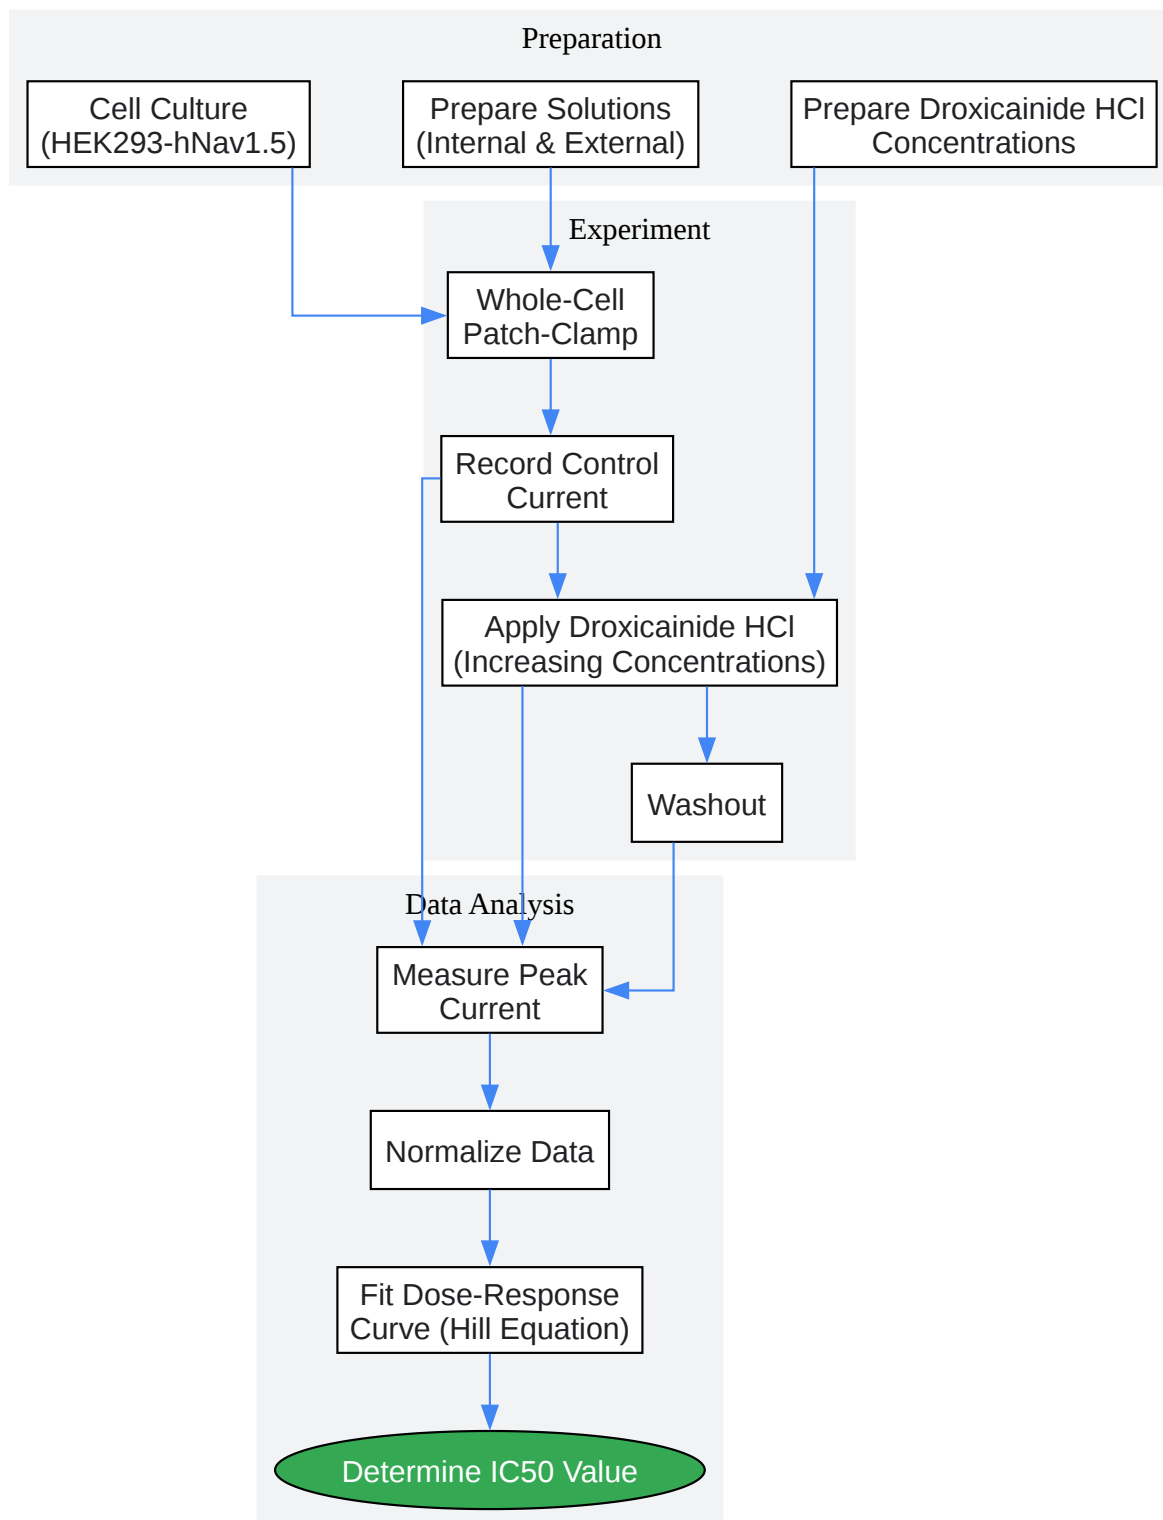 Preparation
Cell Culture
(HEK293-hNav1.5)
Prepare Solutions
(Internal & External)
Prepare Droxicainide HCl
Concentrations
Experiment
Whole-Cell
Patch-Clamp
Record Control
Current
Apply Droxicainide HCl
(Increasing Concentrations)
Washout
Data Analysis
Measure Peak
Current
Normalize Data
Fit Dose-Response
Curve (Hill Equation)
Determine IC50 Value